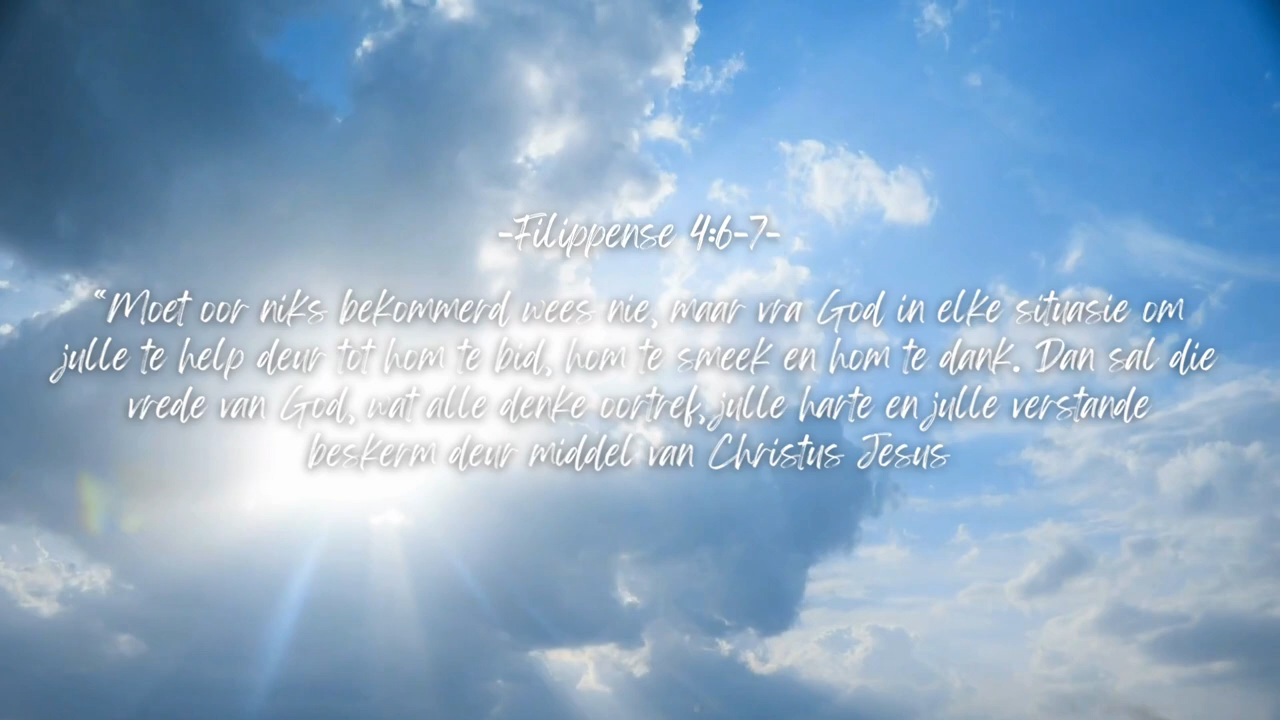 -Filippense 4:6-7-
“Moet oor niks bekommerd wees nie, maar vra God in elke situasie om
julle te help deur tot hom te bid, hom te smeek en hom te dank. Dan sal die
vrede van God, wat alle denke oortref, julle harte en julle verstande
beskerm deur middel van Christus Jesus